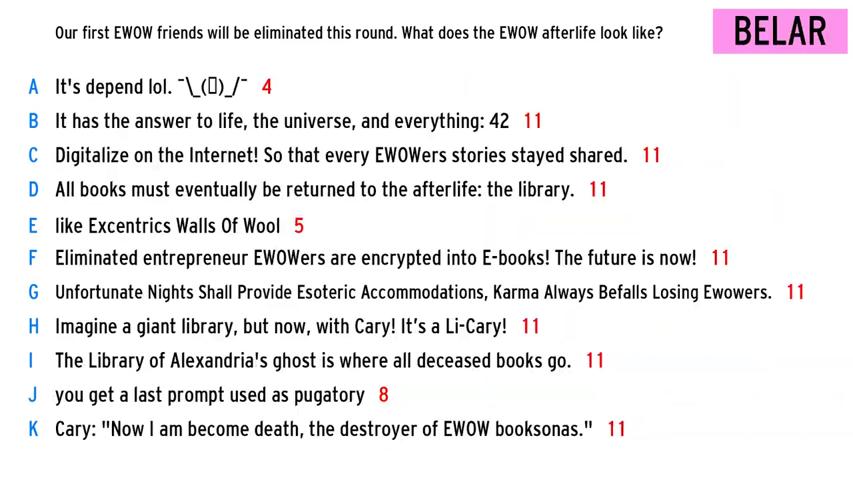 Our first EWOW friends will be eliminated this round. What does the EWOW afterlife look like?
BELAR
A It's depend lol. ¯\_(▯)_/¯ 4
B It has the answer to life, the universe, and everything: 42 11
C Digitalize on the Internet! So that every EWOWers stories stayed shared. 11
D All books must eventually be returned to the afterlife: the library. 11
E like Excentrics Walls Of Wool 5
F Eliminated entrepreneur EWOWers are encrypted into E-books! The future is now! 11
G Unfortunate Nights Shall Provide Esoteric Accommodations, Karma Always Befalls Losing Ewowers. 11
H Imagine a giant library, but now, with Cary! It’s a Li-Cary! 11
I The Library of Alexandria's ghost is where all deceased books go. 11
J you get a last prompt used as pugatory 8
K Cary: "Now I am become death, the destroyer of EWOW booksonas." 11